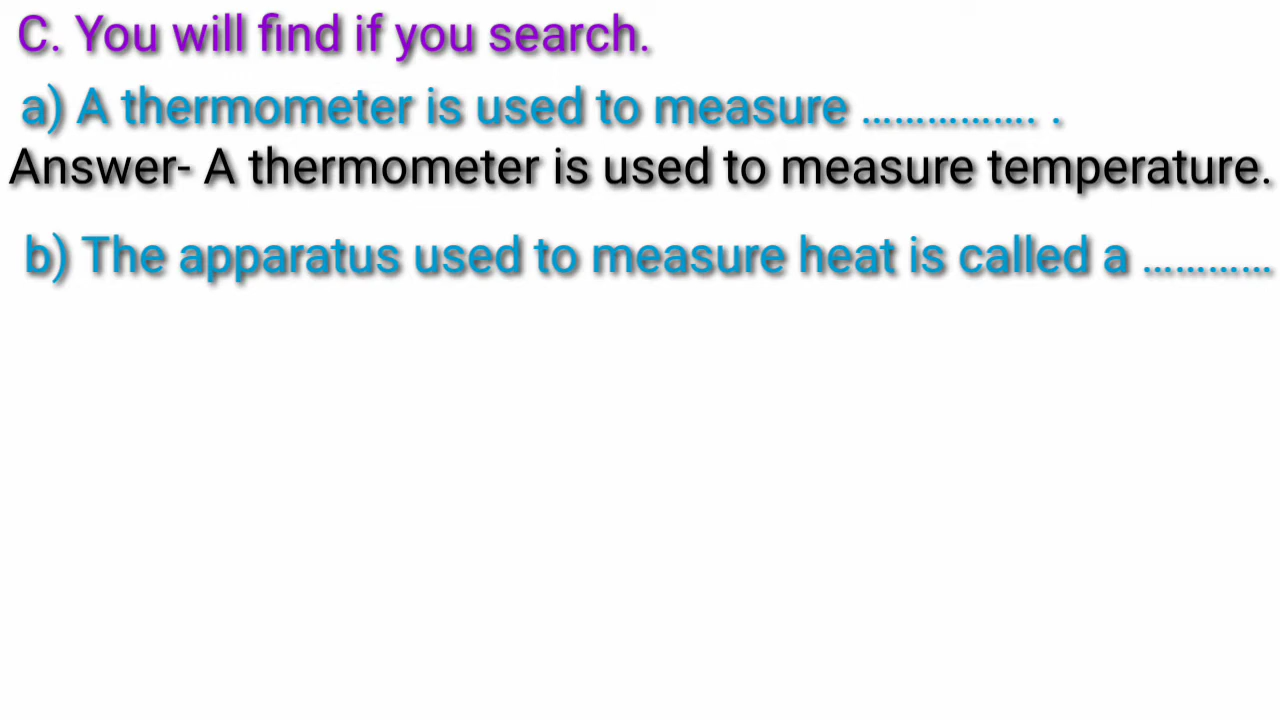 C. You will find if you search.
a) A thermometer is used to measure ................ .
Answer- A thermometer is used to measure temperature.
b) The apparatus used to measure heat is called a ............